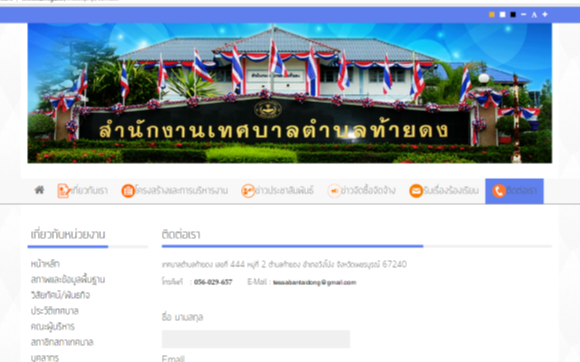 A
สำนักงานเทศบาลตำบลท้ายดง
เกี่ยวกับเรา โครงสร้างและการบริหารงาน ข่าวประชาสัมพันธ์ ข่าวจัดซื้อจัดจ้าง รับเรื่องร้องเรียน ติดต่อเรา
เกี่ยวกับหน่วยงาน
หน้าหลัก
สภาพและข้อมูลพื้นฐาน
วิสัยทัศน์/พันธกิจ
ประวัติเทศบาล
คณะผู้บริหาร
สมาชิกสภาเทศบาล
บุคลากร
ติดต่อเรา
เทศบาลตำบลท้ายดง เลขที่ 444 หมู่ที่ 2 ตำบลท้ายดง อำเภอวังโป่ง จังหวัดเพชรบูรณ์ 67240
โทรศัพท์ : 056-029-657 E-Mail : tessabantaidong@gmail.com
ชื่อ นามสกุล
Email